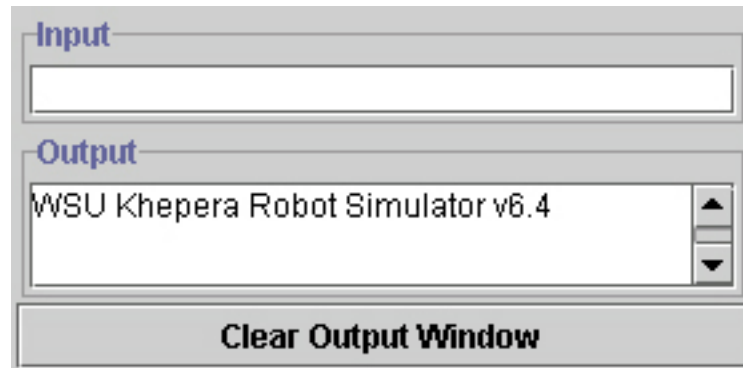 Input
Output
WSU Khepera Robot Simulator v6.4
Clear Output Window